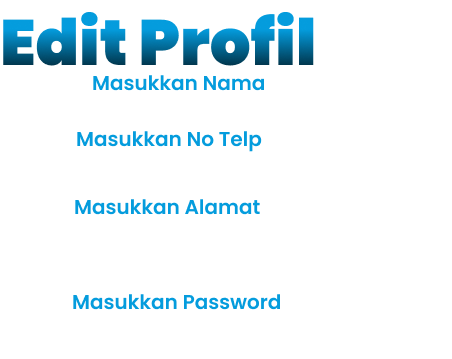 Edit Profil
Masukkan Nama
Masukkan No Telp
Masukkan Alamat
Masukkan Password